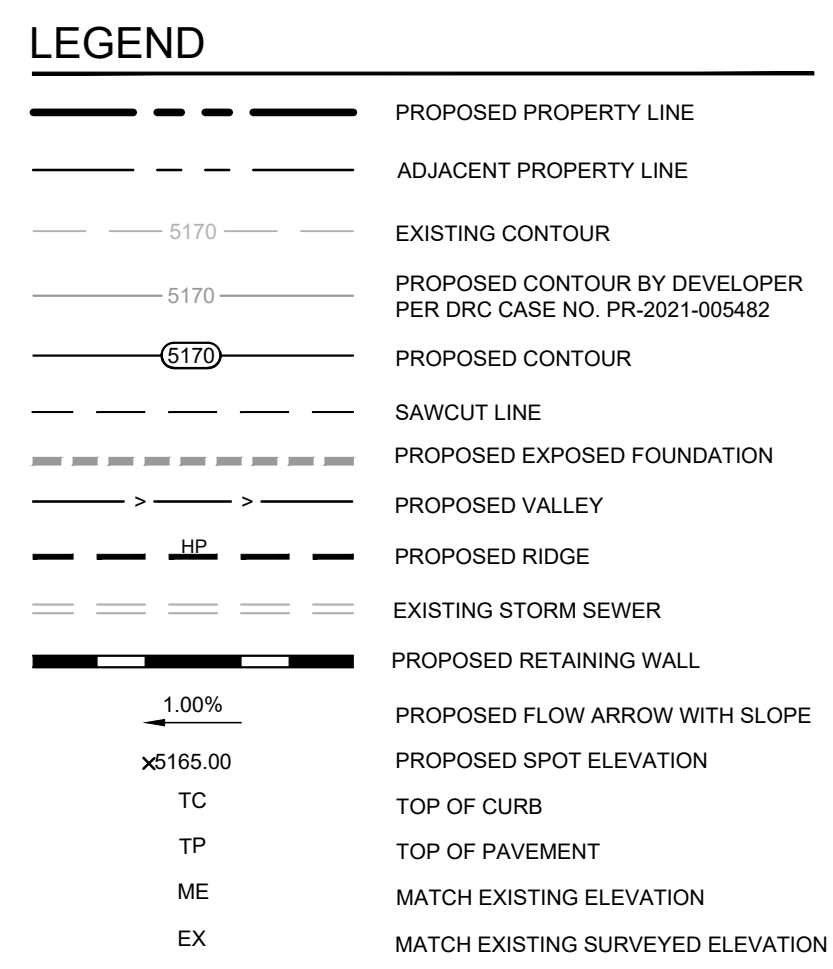 LEGEND
PROPOSED PROPERTY LINE
ADJACENT PROPERTY LINE
5170 EXISTING CONTOUR
5170 PROPOSED CONTOUR BY DEVELOPER
PER DRC CASE NO. PR-2021-005482
5170 PROPOSED CONTOUR
SAWCUT LINE
PROPOSED EXPOSED FOUNDATION
> > PROPOSED VALLEY
HP PROPOSED RIDGE
EXISTING STORM SEWER
PROPOSED RETAINING WALL
1.00% PROPOSED FLOW ARROW WITH SLOPE
×5165.00 PROPOSED SPOT ELEVATION
TC TOP OF CURB
TP TOP OF PAVEMENT
ME MATCH EXISTING ELEVATION
EX MATCH EXISTING SURVEYED ELEVATION